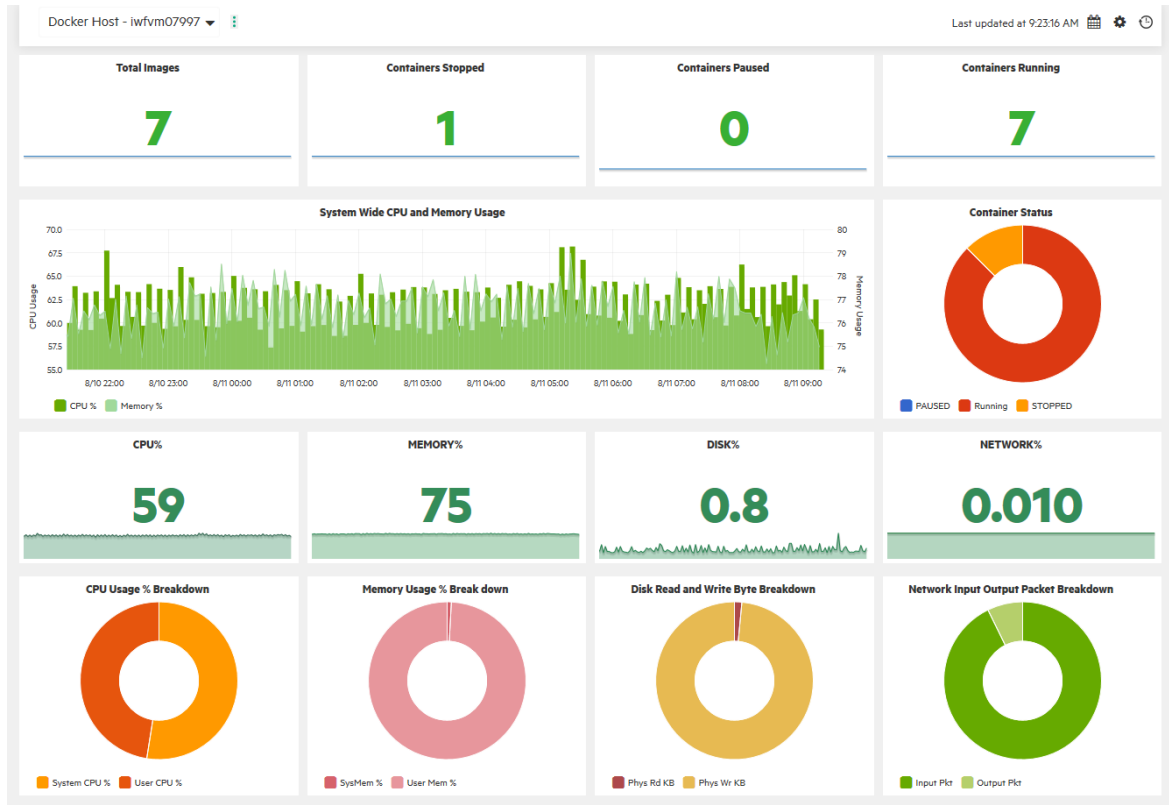 Docker Host - iwfvm07997
Last updated at 9:23:16 AM
Total Images
Containers Stopped
Containers Paused
Containers Running
7
1
0
7
System Wide CPU and Memory Usage
Container Status
70.0
67.5
65.0
62.5
60.0
57.5
55.0
CPU Usage
80
79
78
77
76
75
74
Memory Usage
8/10 22:00
8/10 23:00
8/11 00:00
8/11 01:00
8/11 02:00
8/11 03:00
8/11 04:00
8/11 05:00
8/11 06:00
8/11 07:00
8/11 08:00
8/11 09:00
CPU %
Memory %
PAUSED
Running
STOPPED
CPU%
MEMORY%
DISK%
NETWORK%
59
75
0.8
0.010
CPU Usage % Breakdown
Memory Usage % Break down
Disk Read and Write Byte Breakdown
Network Input Output Packet Breakdown
System CPU %
User CPU %
SysMem %
User Mem %
Phys Rd KB
Phys Wr KB
Input Pkt
Output Pkt